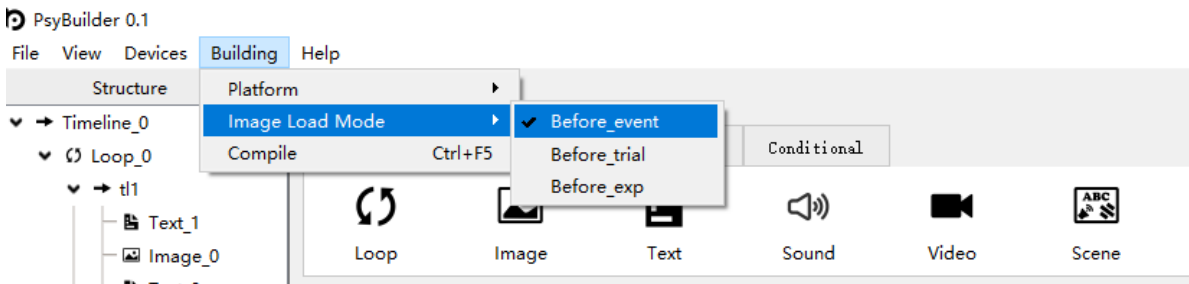 PsyBuilder 0.1
File View Devices Building Help
Structure
Platform
Timeline_0
Image Load Mode
Before_event
Loop_0
Compile Ctrl+F5
Before_trial
Conditional
tl1
Before_exp
Text_1
ABC
Image_0
Loop Image Text Sound Video Scene